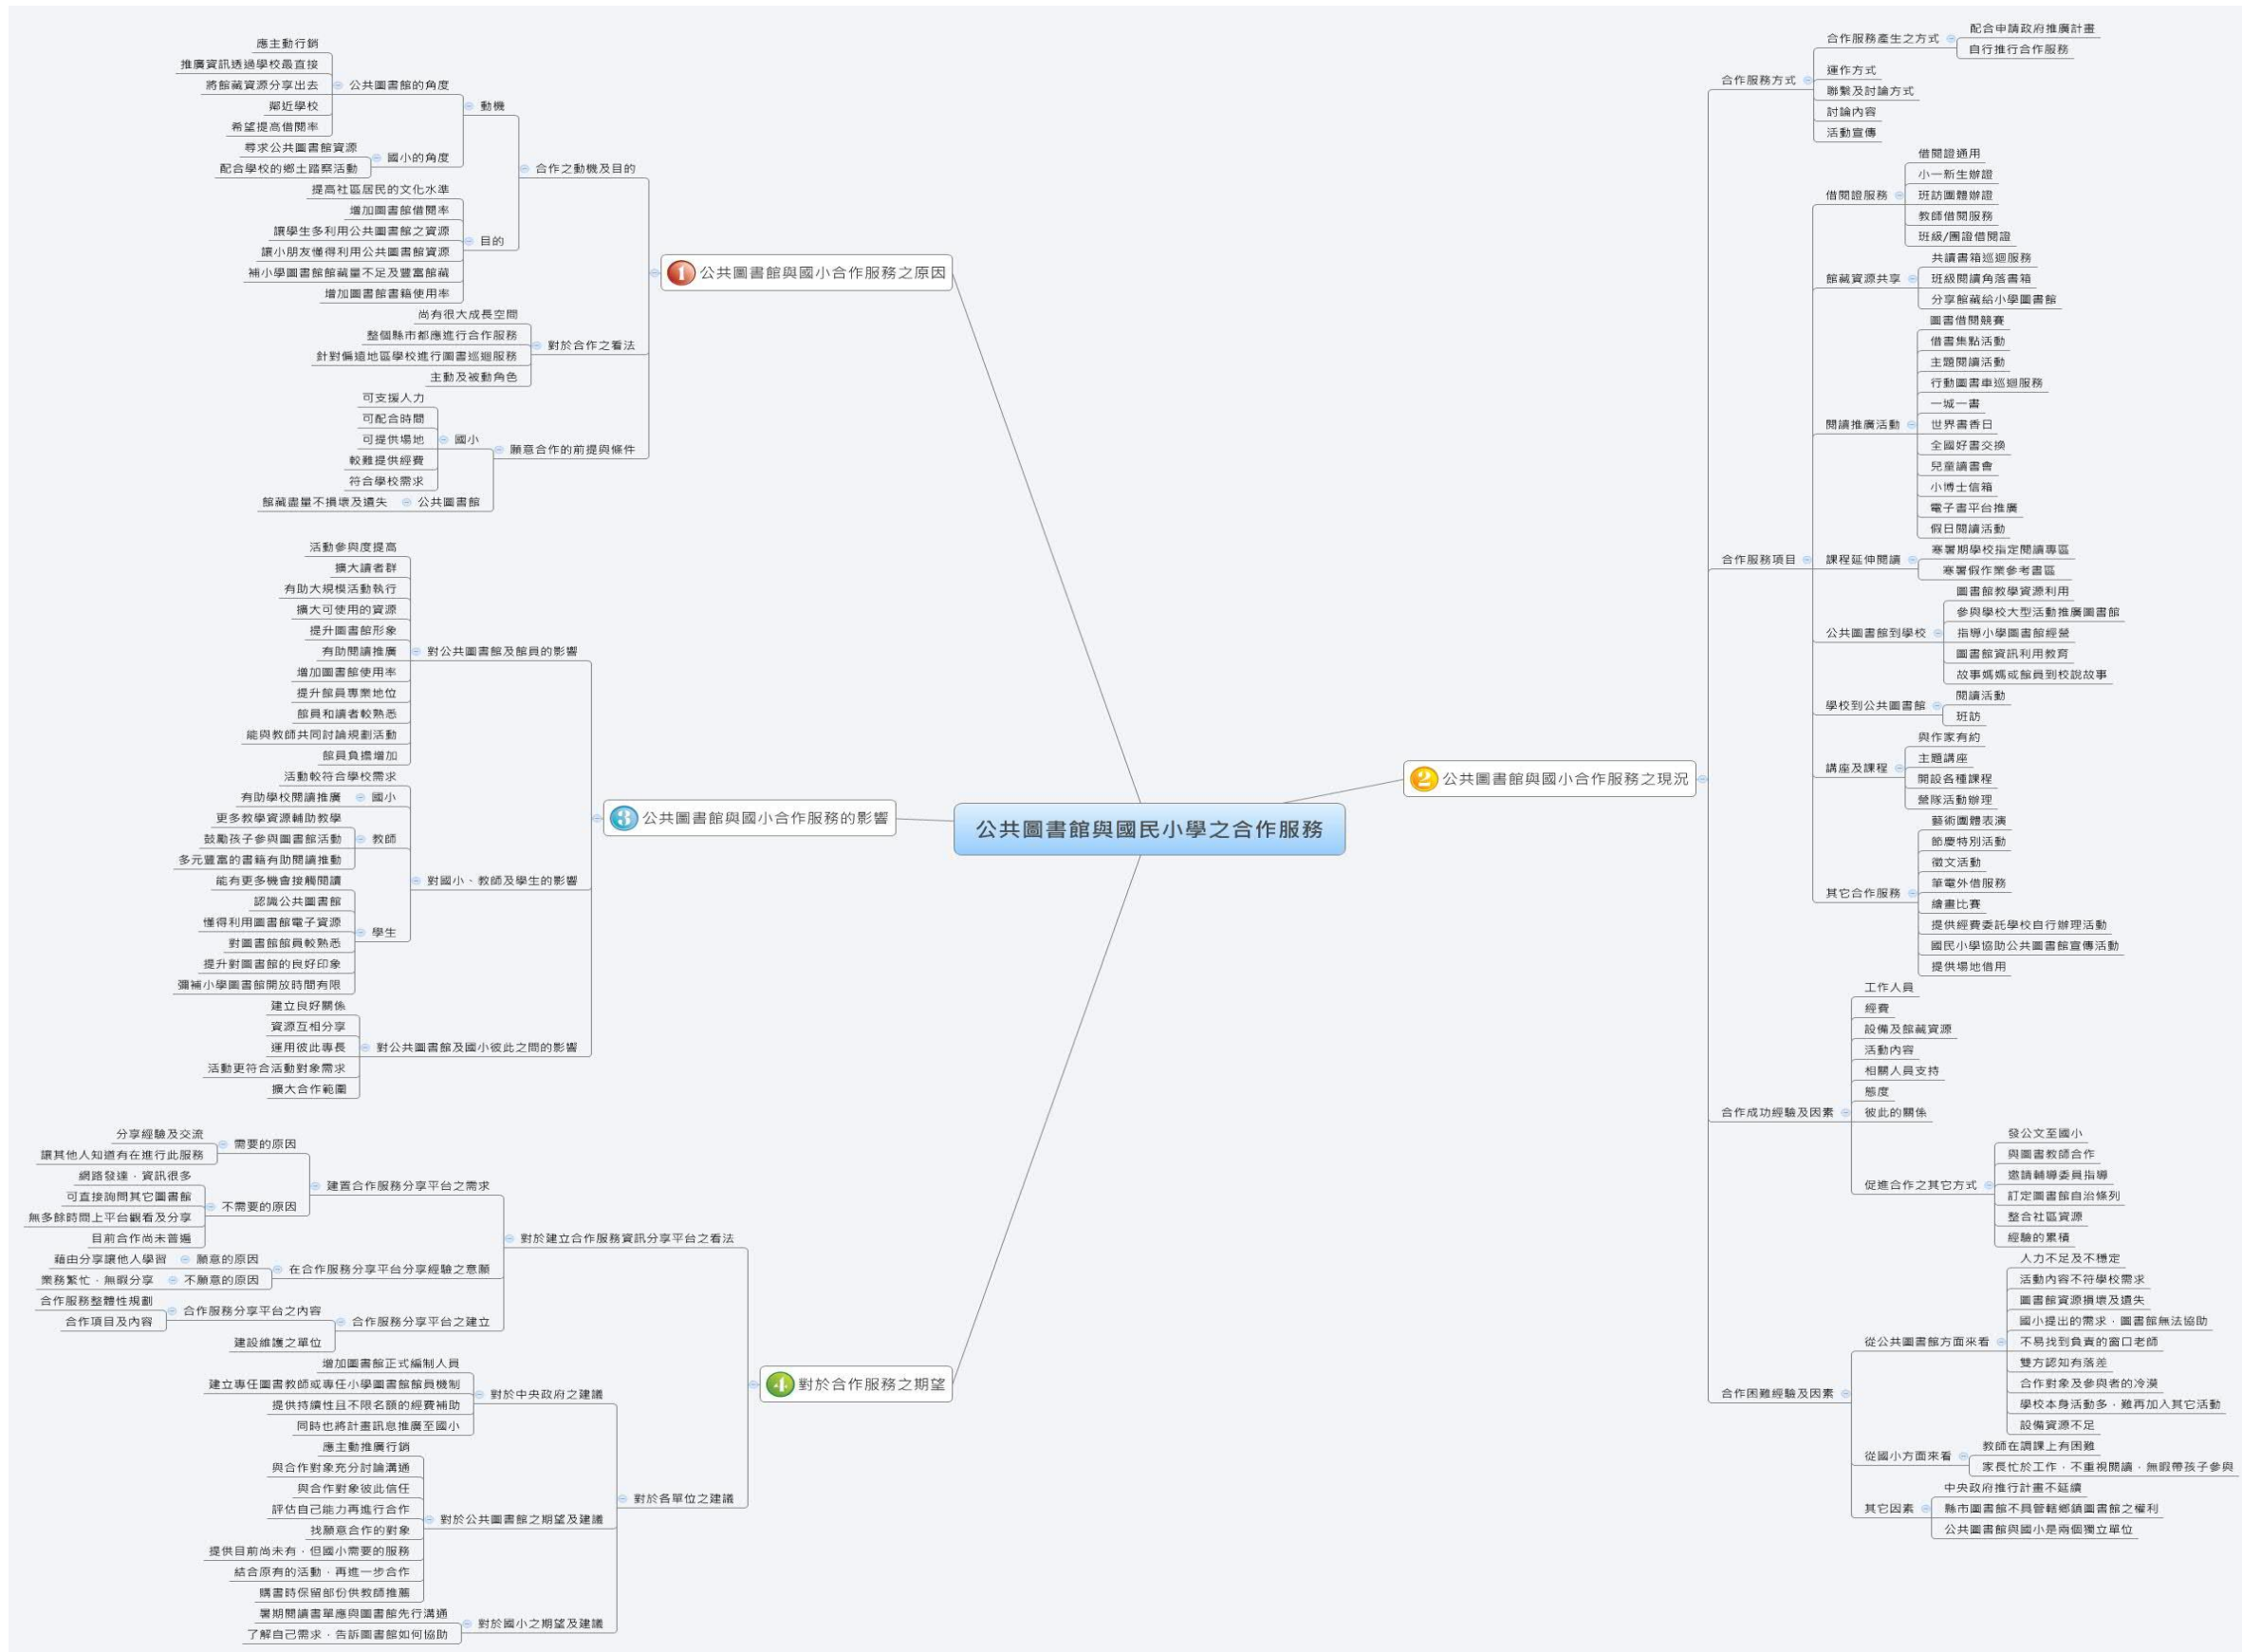 公共圖書館與國民小學之合作服務
1
公共圖書館與國小合作服務之原因
合作之動機及目的
動機
公共圖書館的角度
應主動行銷
推廣資訊透過學校最直接
將館藏資源分享出去
鄰近學校
希望提高借閱率
國小的角度
尋求公共圖書館資源
配合學校的鄉土踏察活動
目的
提高社區居民的文化水準
增加圖書館借閱率
讓學生多利用公共圖書館之資源
讓小朋友懂得利用公共圖書館資源
補小學圖書館館藏量不足及豐富館藏
增加圖書館書籍使用率
對於合作之看法
尚有很大成長空間
整個縣市都應進行合作服務
針對偏遠地區學校進行圖書巡迴服務
主動及被動角色
願意合作的前提與條件
國小
可支援人力
可配合時間
可提供場地
較難提供經費
符合學校需求
公共圖書館
館藏盡量不損壞及遺失
2
公共圖書館與國小合作服務之現況
合作服務方式
合作服務產生之方式
配合申請政府推廣計畫
自行推行合作服務
運作方式
聯繫及討論方式
討論內容
活動宣傳
合作服務項目
借閱證服務
借閱證通用
小一新生辦證
班訪團體辦證
教師借閱服務
班級/團證借閱證
館藏資源共享
共讀書箱巡迴服務
班級閱讀角落書箱
分享館藏給小學圖書館
閱讀推廣活動
圖書借閱競賽
借書集點活動
主題閱讀活動
行動圖書車巡迴服務
一城一書
世界書香日
全國好書交換
兒童讀書會
小博士信箱
電子書平台推廣
假日閱讀活動
課程延伸閱讀
寒暑期學校指定閱讀專區
寒暑假作業參考書區
公共圖書館到學校
圖書館教學資源利用
參與學校大型活動推廣圖書館
指導小學圖書館經營
圖書館資訊利用教育
故事媽媽或館員到校說故事
學校到公共圖書館
閱讀活動
班訪
講座及課程
與作家有約
主題講座
開設各種課程
營隊活動辦理
其它合作服務
藝術團體表演
節慶特別活動
徵文活動
筆電外借服務
繪畫比賽
提供經費委託學校自行辦理活動
國民小學協助公共圖書館宣傳活動
提供場地借用
合作成功經驗及因素
工作人員
經費
設備及館藏資源
活動內容
相關人員支持
態度
彼此的關係
促進合作之其它方式
發公文至國小
與圖書教師合作
邀請輔導委員指導
訂定圖書館自治條列
整合社區資源
經驗的累積
合作困難經驗及因素
從公共圖書館方面來看
人力不足及不穩定
活動內容不符學校需求
圖書館資源損壞及遺失
國小提出的需求，圖書館無法協助
不易找到負責的窗口老師
雙方認知有落差
合作對象及參與者的冷漠
學校本身活動多，難再加入其它活動
設備資源不足
從國小方面來看
教師在調課上有困難
家長忙於工作，不重視閱讀，無暇帶孩子參與
其它因素
中央政府推行計畫不延續
縣市圖書館不具管轄鄉鎮圖書館之權利
公共圖書館與國小是兩個獨立單位
3
公共圖書館與國小合作服務的影響
對公共圖書館及館員的影響
活動參與度提高
擴大讀者群
有助大規模活動執行
擴大可使用的資源
提升圖書館形象
有助閱讀推廣
增加圖書館使用率
提升館員專業地位
館員和讀者較熟悉
能與教師共同討論規劃活動
館員負擔增加
對國小、教師及學生的影響
國小
活動較符合學校需求
有助學校閱讀推廣
教師
更多教學資源輔助教學
鼓勵孩子參與圖書館活動
多元豐富的書籍有助閱讀推動
學生
能有更多機會接觸閱讀
認識公共圖書館
懂得利用圖書館電子資源
對圖書館館員較熟悉
提升對圖書館的良好印象
彌補小學圖書館開放時間有限
對公共圖書館及國小彼此之間的影響
建立良好關係
資源互相分享
運用彼此專長
活動更符合活動對象需求
擴大合作範圍
4
對於合作服務之期望
對於建立合作服務資訊分享平台之看法
建置合作服務分享平台之需求
需要的原因
分享經驗及交流
讓其他人知道有在進行此服務
不需要的原因
網路發達，資訊很多
可直接詢問其它圖書館
無多餘時間上平台觀看及分享
目前合作尚未普遍
在合作服務分享平台分享經驗之意願
願意的原因
藉由分享讓他人學習
不願意的原因
業務繁忙，無暇分享
合作服務分享平台之建立
合作服務分享平台之內容
合作服務整體性規劃
合作項目及內容
建設維護之單位
對於各單位之建議
對於中央政府之建議
增加圖書館正式編制人員
建立專任圖書教師或專任小學圖書館館員機制
提供持續性且不限名額的經費補助
同時也將計畫訊息推廣至國小
對於公共圖書館之期望及建議
應主動推廣行銷
與合作對象充分討論溝通
與合作對象彼此信任
評估自己能力再進行合作
找願意合作的對象
提供目前尚未有，但國小需要的服務
結合原有的活動，再進一步合作
購書時保留部份供教師推薦
對於國小之期望及建議
暑期閱讀書單應與圖書館先行溝通
了解自己需求，告訴圖書館如何協助